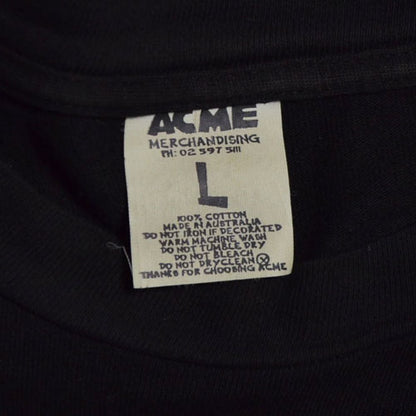 ACME
MERCHANDISING
PH: 02 597 5111
L
100% COTTON
MADE IN AUSTRALIA
DO NOT IRON IF DECORATED
WARM MACHINE WASH
DO NOT TUMBLE DRY
DO NOT BLEACH
DO NOT DRYCLEAN
THANKS FOR CHOOSING ACME